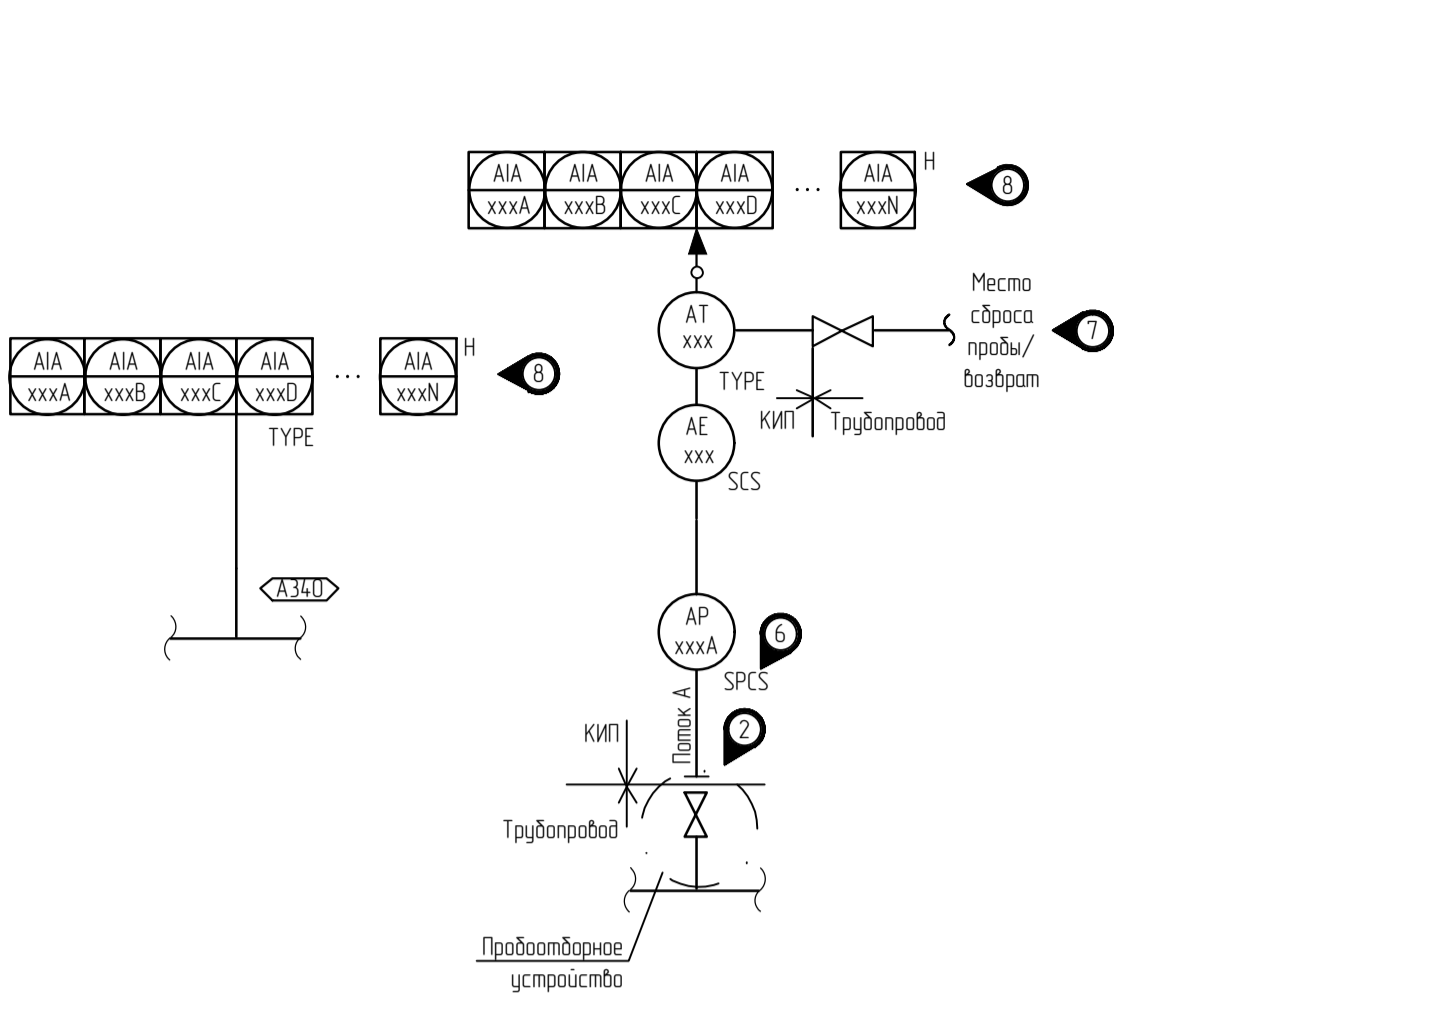 AIA AIA AIA AIA AIA H
xxxA xxxB xxxC xxxD ... xxxN
8
AT
xxx
TYPE
Место
сброса
пробы/
возврат
7
КИП Трубопровод
AE
xxx
SCS
AIA AIA AIA AIA AIA H
xxxA xxxB xxxC xxxD ... xxxN
8
TYPE
A340
AP
xxxA
6
SPCS
Поток А
2
КИП
Трубопровод
Пробоотборное
устройство